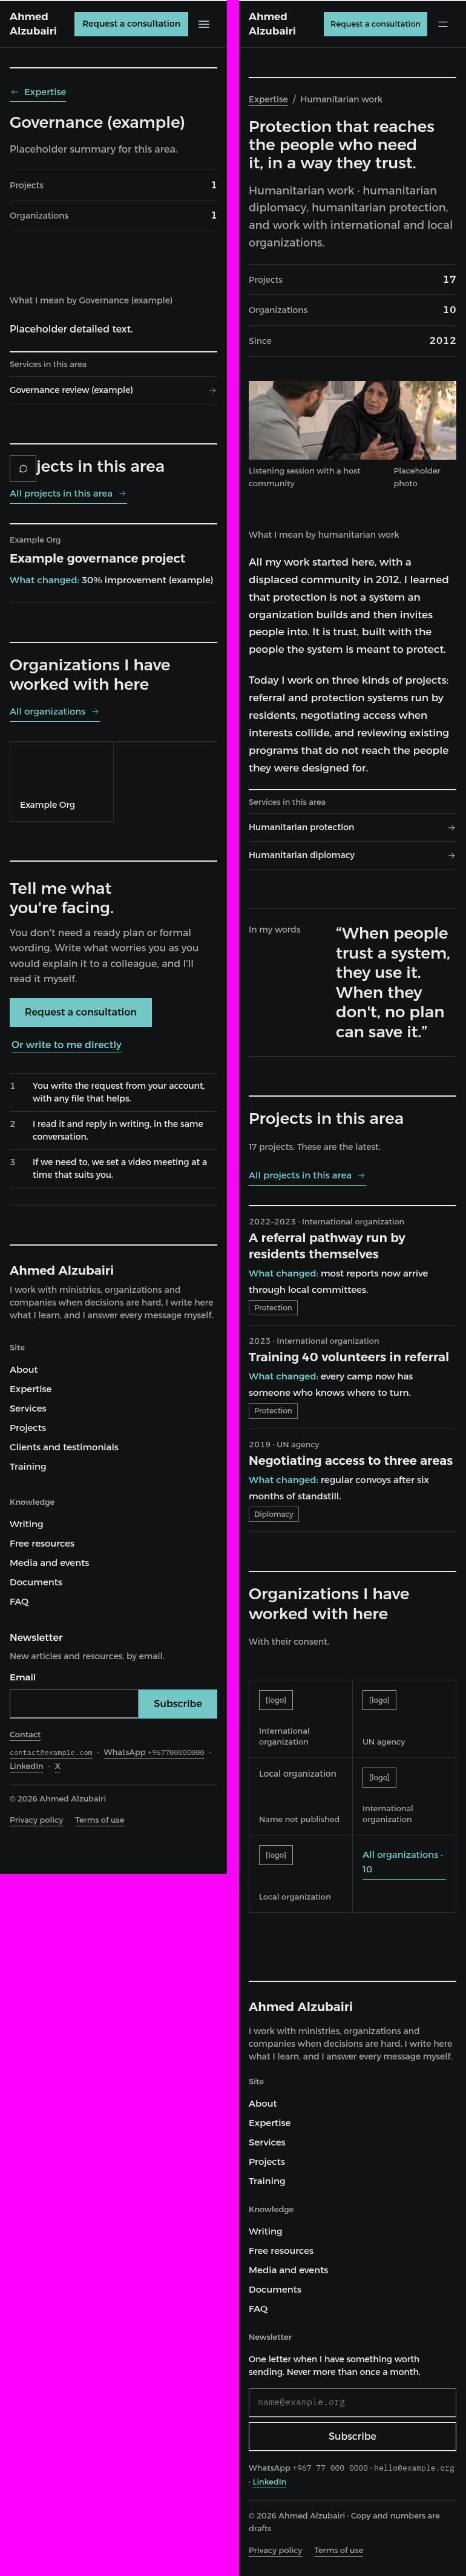 Ahmed
Alzubairi
Request a consultation
← Expertise
Governance (example)
Placeholder summary for this area.
Projects 1
Organizations 1
What I mean by Governance (example)
Placeholder detailed text.
Services in this area
Governance review (example) →
jects in this area
All projects in this area →
Example Org
Example governance project
What changed: 30% improvement (example)
Organizations I have
worked with here
All organizations →
Example Org
Tell me what
you're facing.
You don't need a ready plan or formal
wording. Write what worries you as you
would explain it to a colleague, and I'll
read it myself.
Request a consultation
Or write to me directly
1 You write the request from your account,
with any file that helps.
2 I read it and reply in writing, in the same
conversation.
3 If we need to, we set a video meeting at a
time that suits you.
Ahmed Alzubairi
I work with ministries, organizations and
companies when decisions are hard. I write here
what I learn, and I answer every message myself.
Site
About
Expertise
Services
Projects
Clients and testimonials
Training
Knowledge
Writing
Free resources
Media and events
Documents
FAQ
Newsletter
New articles and resources, by email.
Email
Subscribe
Contact
contact@example.com · WhatsApp +967700000000 ·
LinkedIn · X
© 2026 Ahmed Alzubairi
Privacy policy Terms of use
Ahmed
Alzubairi
Request a consultation
Expertise / Humanitarian work
Protection that reaches
the people who need
it, in a way they trust.
Humanitarian work · humanitarian
diplomacy, humanitarian protection,
and work with international and local
organizations.
Projects 17
Organizations 10
Since 2012
Listening session with a host
community
Placeholder
photo
What I mean by humanitarian work
All my work started here, with a
displaced community in 2012. I learned
that protection is not a system an
organization builds and then invites
people into. It is trust, built with the
people the system is meant to protect.
Today I work on three kinds of projects:
referral and protection systems run by
residents, negotiating access when
interests collide, and reviewing existing
programs that do not reach the people
they were designed for.
Services in this area
Humanitarian protection →
Humanitarian diplomacy →
In my words
“When people
trust a system,
they use it.
When they
don't, no plan
can save it.”
Projects in this area
17 projects. These are the latest.
All projects in this area →
2022–2023 · International organization
A referral pathway run by
residents themselves
What changed: most reports now arrive
through local committees.
Protection
2023 · International organization
Training 40 volunteers in referral
What changed: every camp now has
someone who knows where to turn.
Protection
2019 · UN agency
Negotiating access to three areas
What changed: regular convoys after six
months of standstill.
Diplomacy
Organizations I have
worked with here
With their consent.
[logo]
International
organization
[logo]
UN agency
Local organization
Name not published
[logo]
International
organization
[logo]
Local organization
All organizations ·
10
Ahmed Alzubairi
I work with ministries, organizations and
companies when decisions are hard. I write here
what I learn, and I answer every message myself.
Site
About
Expertise
Services
Projects
Training
Knowledge
Writing
Free resources
Media and events
Documents
FAQ
Newsletter
One letter when I have something worth
sending. Never more than once a month.
name@example.org
Subscribe
WhatsApp +967 77 000 0000 · hello@example.org
· LinkedIn
© 2026 Ahmed Alzubairi · Copy and numbers are
drafts
Privacy policy Terms of use